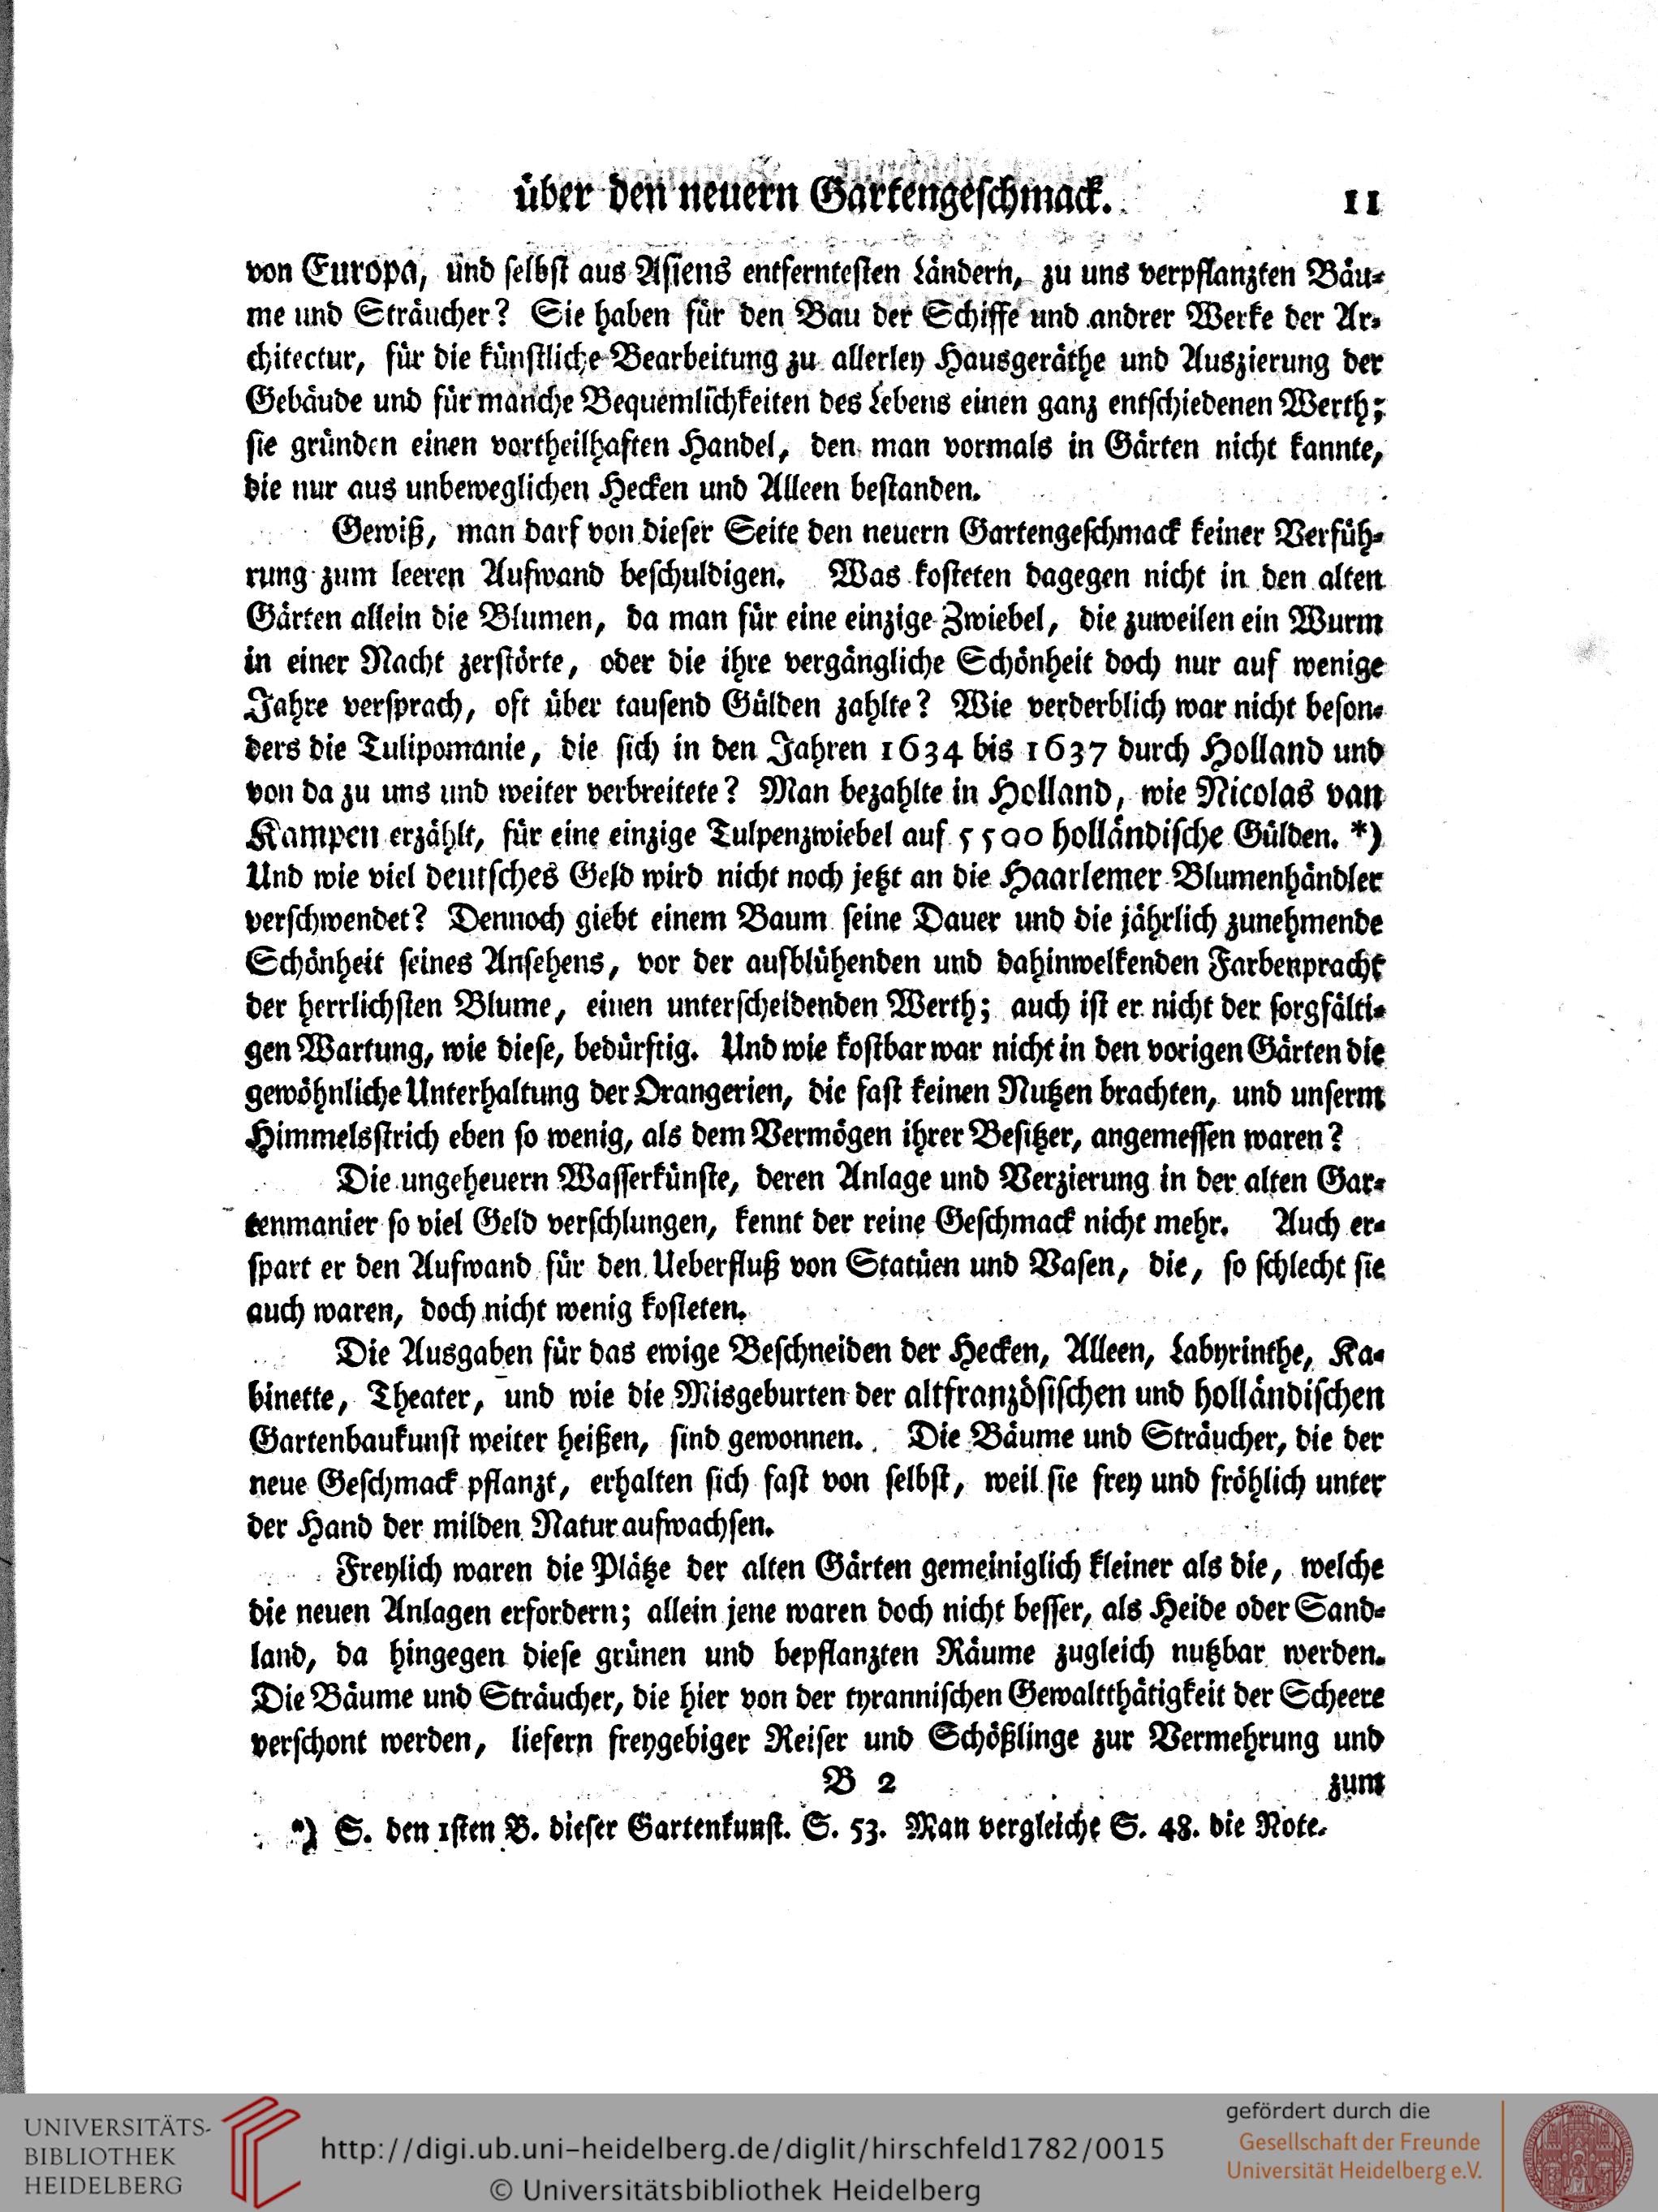 über den neuern Gartengeschmack. 11
von Europa, und selbst aus Asiens entferntesten Ländern, zu uns verpflanzten Bäu-
me und Sträucher? Sie haben für den Bau der Schiffe und andrer Werke der Ar-
chitectur, für die künstliche Bearbeitung zu allerley Hausgeräthe und Auszierung der
Gebäude und für manche Bequemlichkeiten des Lebens einen ganz entschiedenen Werth;
sie gründen einen vortheilhaften Handel, den man vormals in Gärten nicht kannte,
die nur aus unbeweglichen Hecken und Alleen bestanden.
Gewiß, man darf von dieser Seite den neuern Gartengeschmack keiner Verfüh-
rung zum leeren Aufwand beschuldigen. Was kosteten dagegen nicht in den alten
Gärten allein die Blumen, da man für eine einzige Zwiebel, die zuweilen ein Wurm
in einer Nacht zerstörte, oder die ihre vergängliche Schönheit doch nur auf wenige
Jahre versprach, oft über tausend Gülden zahlte? Wie verderblich war nicht beson-
ders die Tulipomanie, die sich in den Jahren 1634 bis 1637 durch Holland und
von da zu uns und weiter verbreitete? Man bezahlte in Holland, wie Nicolas van
Kampen erzählt, für eine einzige Tulpenzwiebel auf 5500 holländische Gülden. *)
Und wie viel deutsches Geld wird nicht noch jetzt an die Haarlemer Blumenhändler
verschwendet? Dennoch giebt einem Baum seine Dauer und die jährlich zunehmende
Schönheit seines Ansehens, vor der aufblühenden und dahinwelkenden Farbenpracht
der herrlichsten Blume, einen unterscheidenden Werth; auch ist er nicht der sorgfälti-
gen Wartung, wie diese, bedürftig. Und wie kostbar war nicht in den vorigen Gärten die
gewöhnliche Unterhaltung der Orangerien, die fast keinen Nutzen brachten, und unserm
Himmelsstrich eben so wenig, als dem Vermögen ihrer Besitzer, angemessen waren?
Die ungeheuern Wasserkünste, deren Anlage und Verzierung in der alten Gar-
tenmanier so viel Geld verschlungen, kennt der reine Geschmack nicht mehr. Auch er-
spart er den Aufwand für den Ueberfluß von Statüen und Vasen, die, so schlecht sie
auch waren, doch nicht wenig kosteten.
Die Ausgaben für das ewige Beschneiden der Hecken, Alleen, Labyrinthe, Ka-
binette, Theater, und wie die Misgeburten der altfranzösischen und holländischen
Gartenbaukunst weiter heißen, sind gewonnen. Die Bäume und Sträucher, die der
neue Geschmack pflanzt, erhalten sich fast von selbst, weil sie frey und fröhlich unter
der Hand der milden Natur aufwachsen.
Freylich waren die Plätze der alten Gärten gemeiniglich kleiner als die, welche
die neuen Anlagen erfordern; allein jene waren doch nicht besser, als Heide oder Sand-
land, da hingegen diese grünen und bepflanzten Räume zugleich nutzbar werden.
Die Bäume und Sträucher, die hier von der tyrannischen Gewaltthätigkeit der Scheere
verschont werden, liefern freygebiger Reiser und Schößlinge zur Vermehrung und
B 2 zum
*) S. den 1sten B. dieser Gartenkunst. S. 53. Man vergleiche S. 48. die Note.
UNIVERSITÄTS-
BIBLIOTHEK
HEIDELBERG
http://digi.ub.uni-heidelberg.de/diglit/hirschfeld1782/0015
© Universitätsbibliothek Heidelberg
gefördert durch die
Gesellschaft der Freunde
Universität Heidelberg e.V.